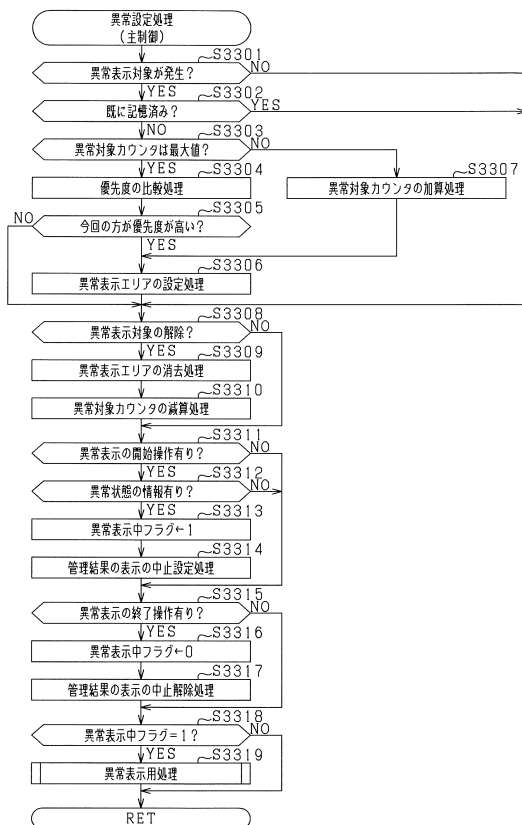 異常設定処理
(主制御)
S3301
異常表示対象が発生?
NO
YES
S3302
既に記憶済み?
YES
NO
S3303
異常対象カウンタは最大値?
NO
YES
S3304
優先度の比較処理
S3307
異常対象カウンタの加算処理
S3305
今回の方が優先度が高い?
NO
YES
S3306
異常表示エリアの設定処理
S3308
異常表示対象の解除?
NO
YES
S3309
異常表示エリアの消去処理
S3310
異常対象カウンタの減算処理
S3311
異常表示の開始操作有り?
NO
YES
S3312
異常状態の情報有り?
NO
YES
S3313
異常表示中フラグ←1
S3314
管理結果の表示の中止設定処理
S3315
異常表示の終了操作有り?
NO
YES
S3316
異常表示中フラグ←0
S3317
管理結果の表示の中止解除処理
S3318
異常表示中フラグ=1?
NO
YES
S3319
異常表示用処理
RET